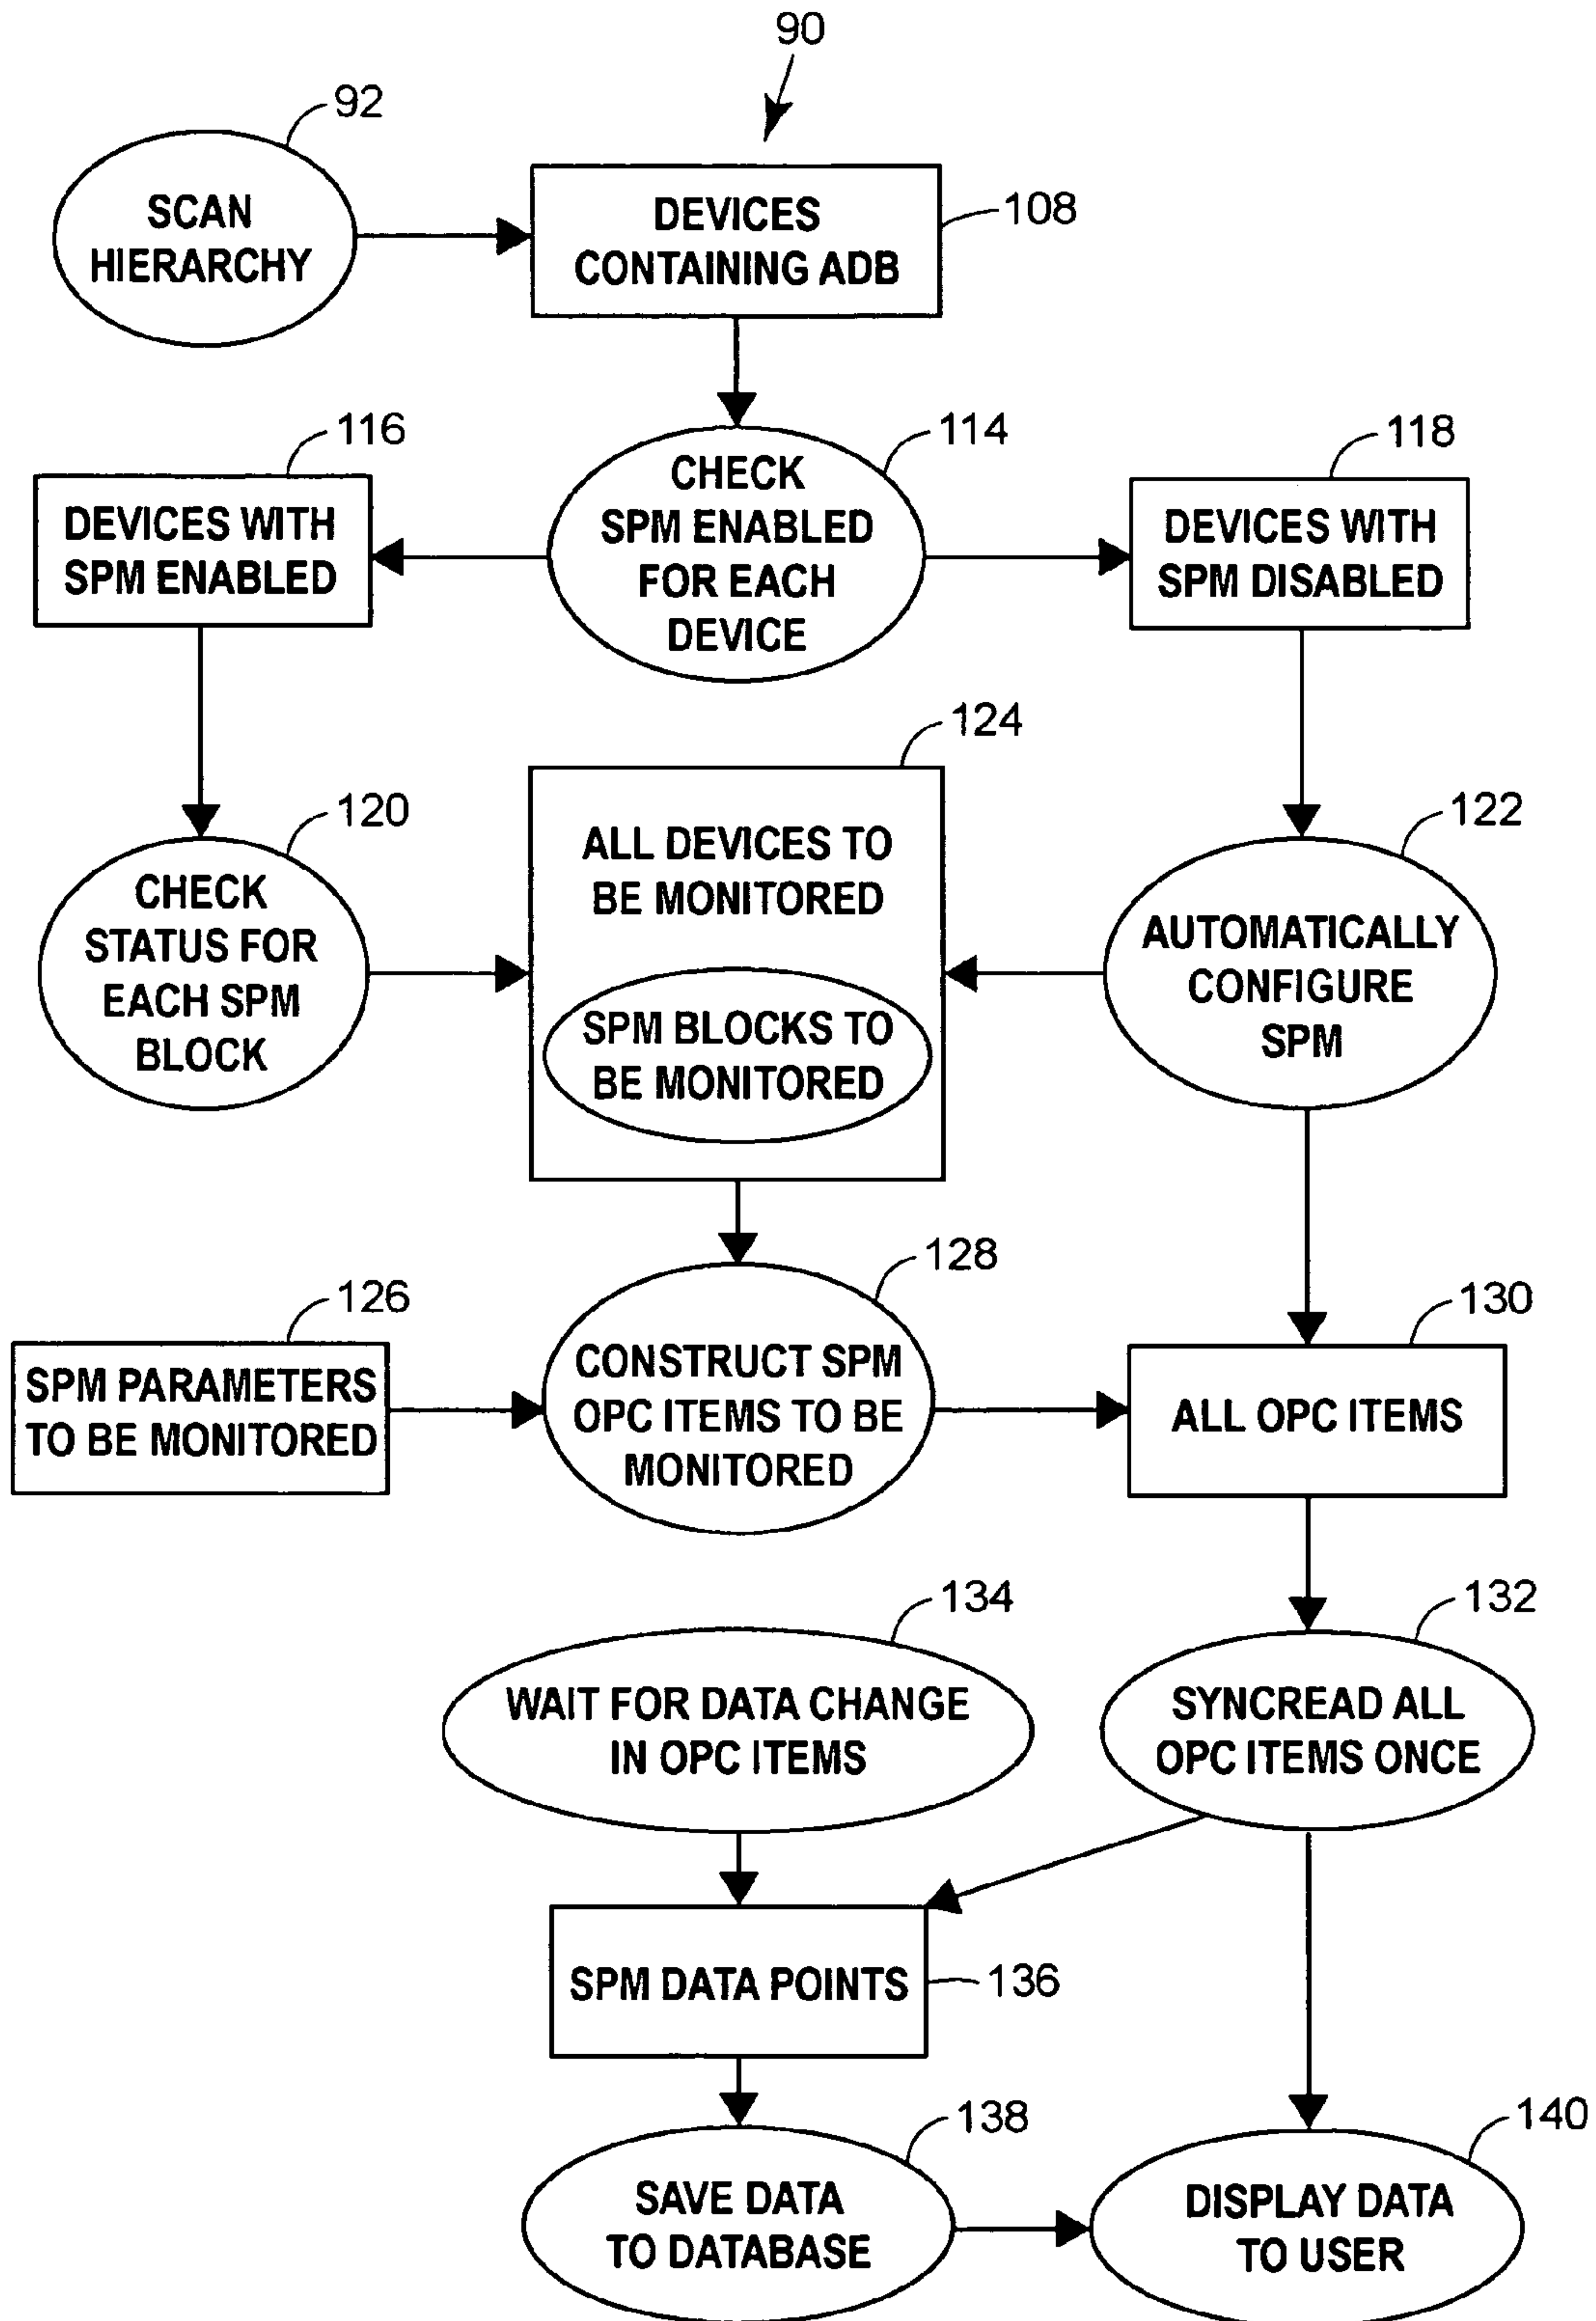 90
92
SCAN
HIERARCHY
DEVICES
CONTAINING ADB
108
116
DEVICES WITH
SPM ENABLED
114
CHECK
SPM ENABLED
FOR EACH
DEVICE
118
DEVICES WITH
SPM DISABLED
120
CHECK
STATUS FOR
EACH SPM
BLOCK
124
ALL DEVICES TO
BE MONITORED
SPM BLOCKS TO
BE MONITORED
122
AUTOMATICALLY
CONFIGURE
SPM
126
SPM PARAMETERS
TO BE MONITORED
128
CONSTRUCT SPM
OPC ITEMS TO BE
MONITORED
130
ALL OPC ITEMS
134
WAIT FOR DATA CHANGE
IN OPC ITEMS
132
SYNCREAD ALL
OPC ITEMS ONCE
SPM DATA POINTS
136
138
SAVE DATA
TO DATABASE
140
DISPLAY DATA
TO USER